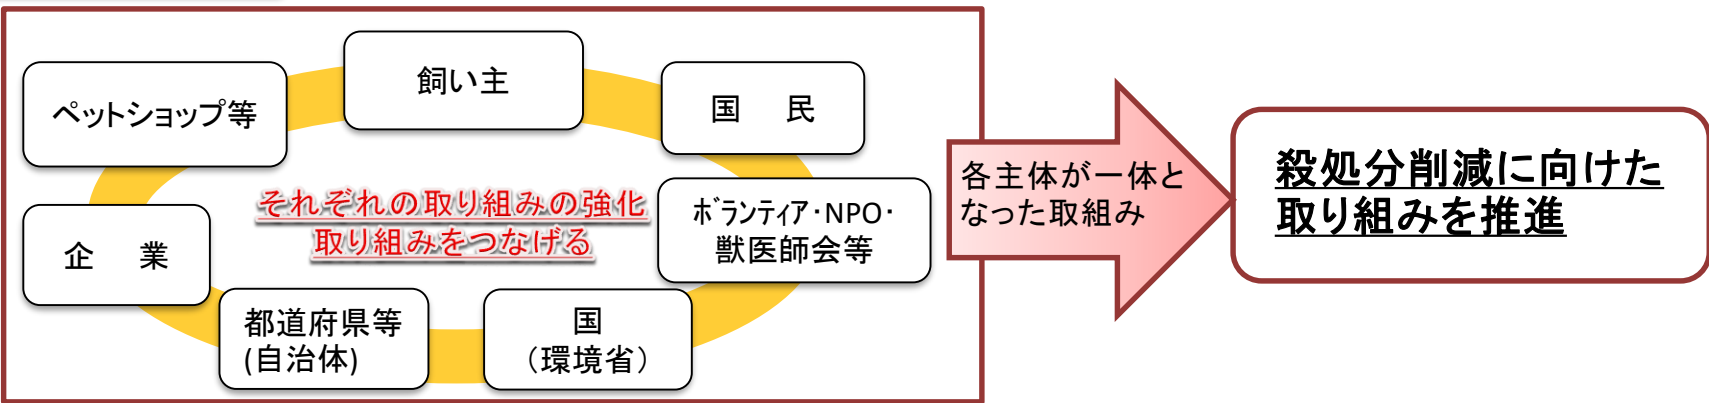 飼い主
ペットショップ等
国　民
それぞれの取り組みの強化
取り組みをつなげる
ﾎﾞﾗﾝﾃｨｱ･NPO･
獣医師会等
企　業
都道府県等
(自治体)
国
（環境省）
各主体が一体と
なった取組み
殺処分削減に向けた
取り組みを推進